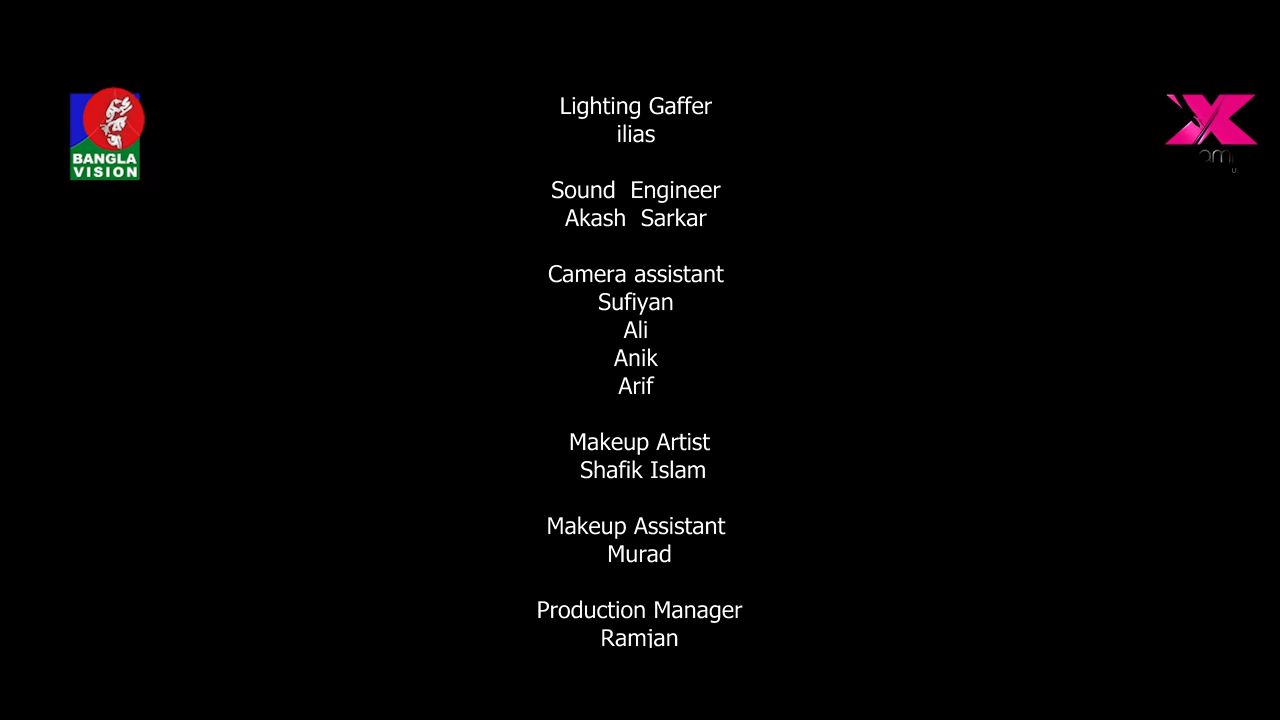 BANGLA
VISION
Lighting Gaffer
ilias
Sound  Engineer
Akash  Sarkar
Camera assistant
Sufiyan
Ali
Anik
Arif
Makeup Artist
Shafik Islam
Makeup Assistant
Murad
Production Manager
Ramjan
X